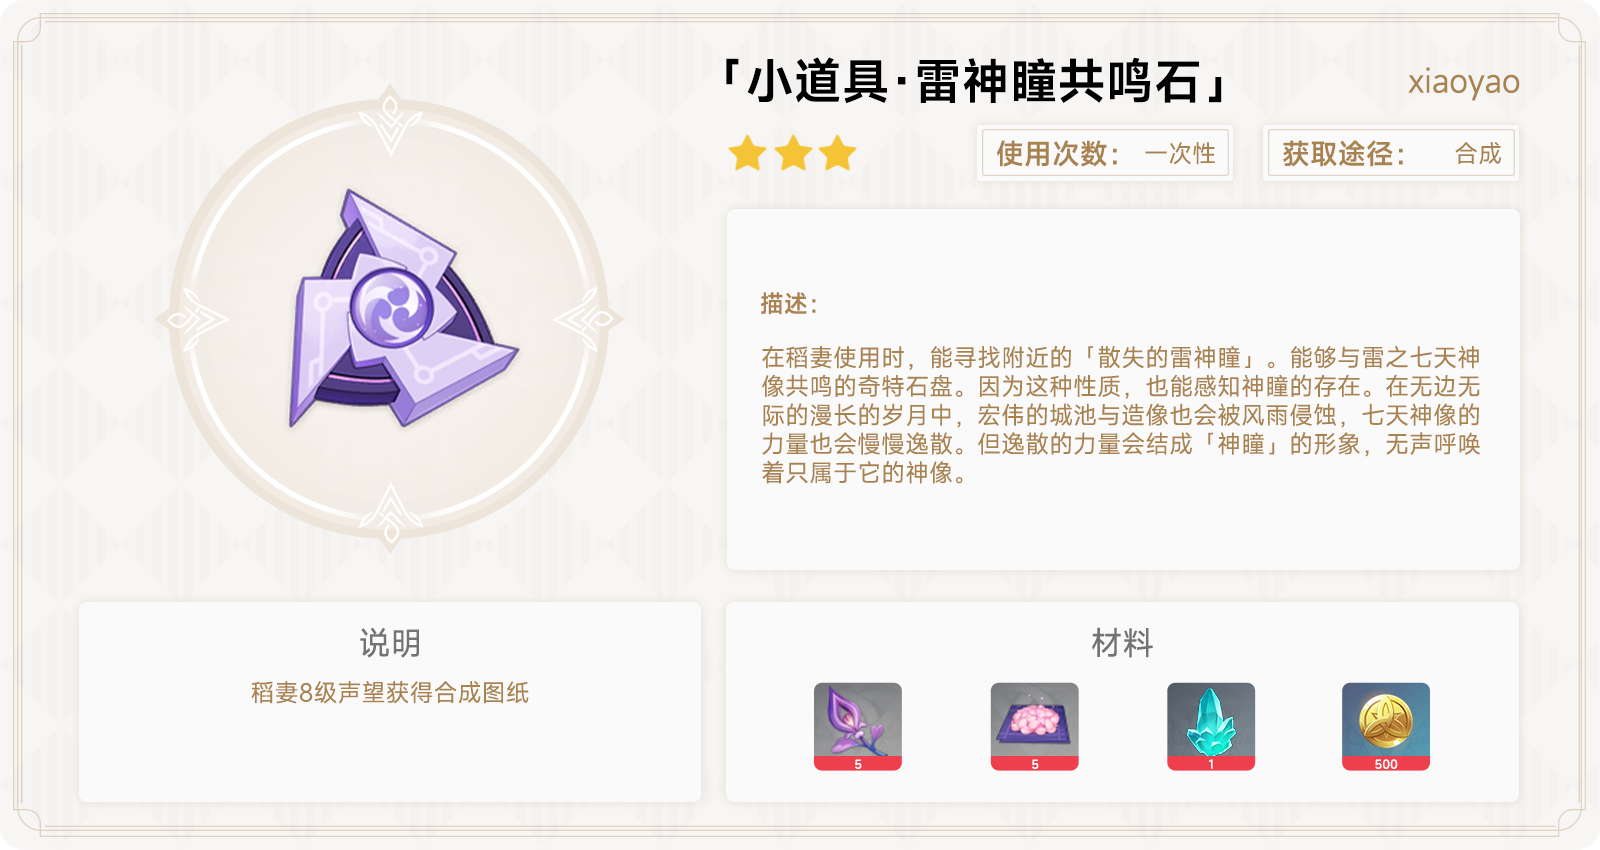 「小道具·雷神瞳共鸣石」
xiaoyao
使用次数： 一次性
获取途径： 合成
描述：
在稻妻使用时，能寻找附近的「散失的雷神瞳」。能够与雷之七天神
像共鸣的奇特石盘。因为这种性质，也能感知神瞳的存在。在无边无
际的漫长的岁月中，宏伟的城池与造像也会被风雨侵蚀，七天神像的
力量也会慢慢逸散。但逸散的力量会结成「神瞳」的形象，无声呼唤
着只属于它的神像。
说明
稻妻8级声望获得合成图纸
材料
5
5
1
500